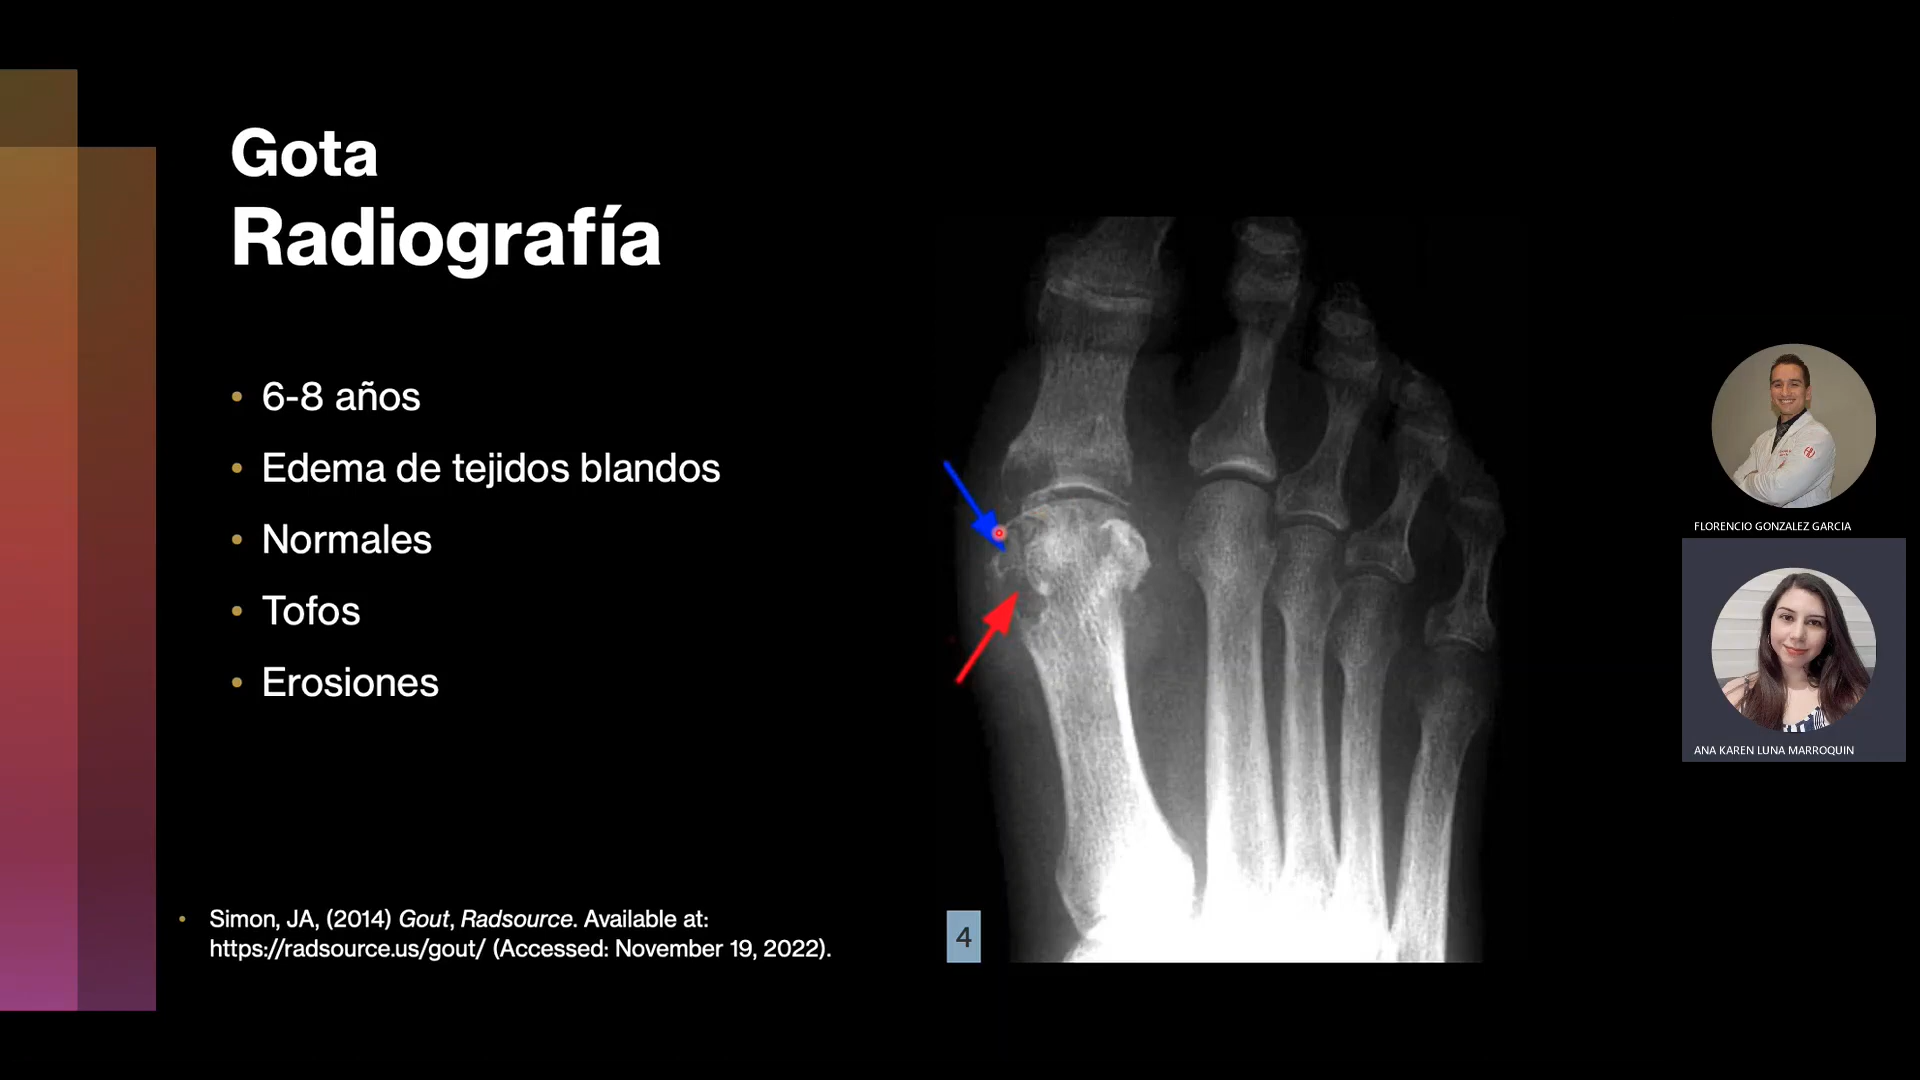 Gota
Radiografía
• 6-8 años
• Edema de tejidos blandos
• Normales
• Tofos
• Erosiones
• Simon, JA, (2014) Gout, Radsource. Available at:
https://radsource.us/gout/ (Accessed: November 19, 2022).
4
FLORENCIO GONZALEZ GARCIA
ANA KAREN LUNA MARROQUIN